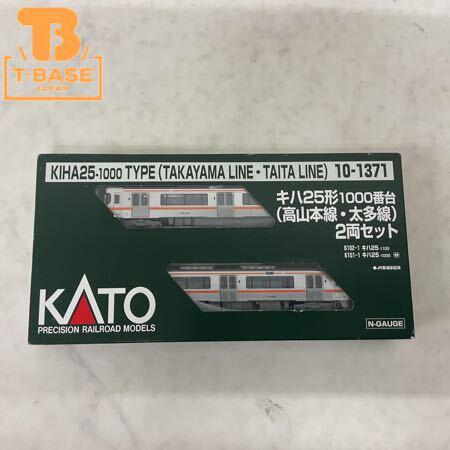 T・BASE
JAPAN
KIHA25-1000 TYPE (TAKAYAMA LINE・TAITA LINE) 10-1371
キハ25形1000番台
(高山本線・太多線)
2両セット
6102-1 キハ25-1105
6101-1 キハ25-1005 M
KATO
PRECISION RAILROAD MODELS
N-GAUGE